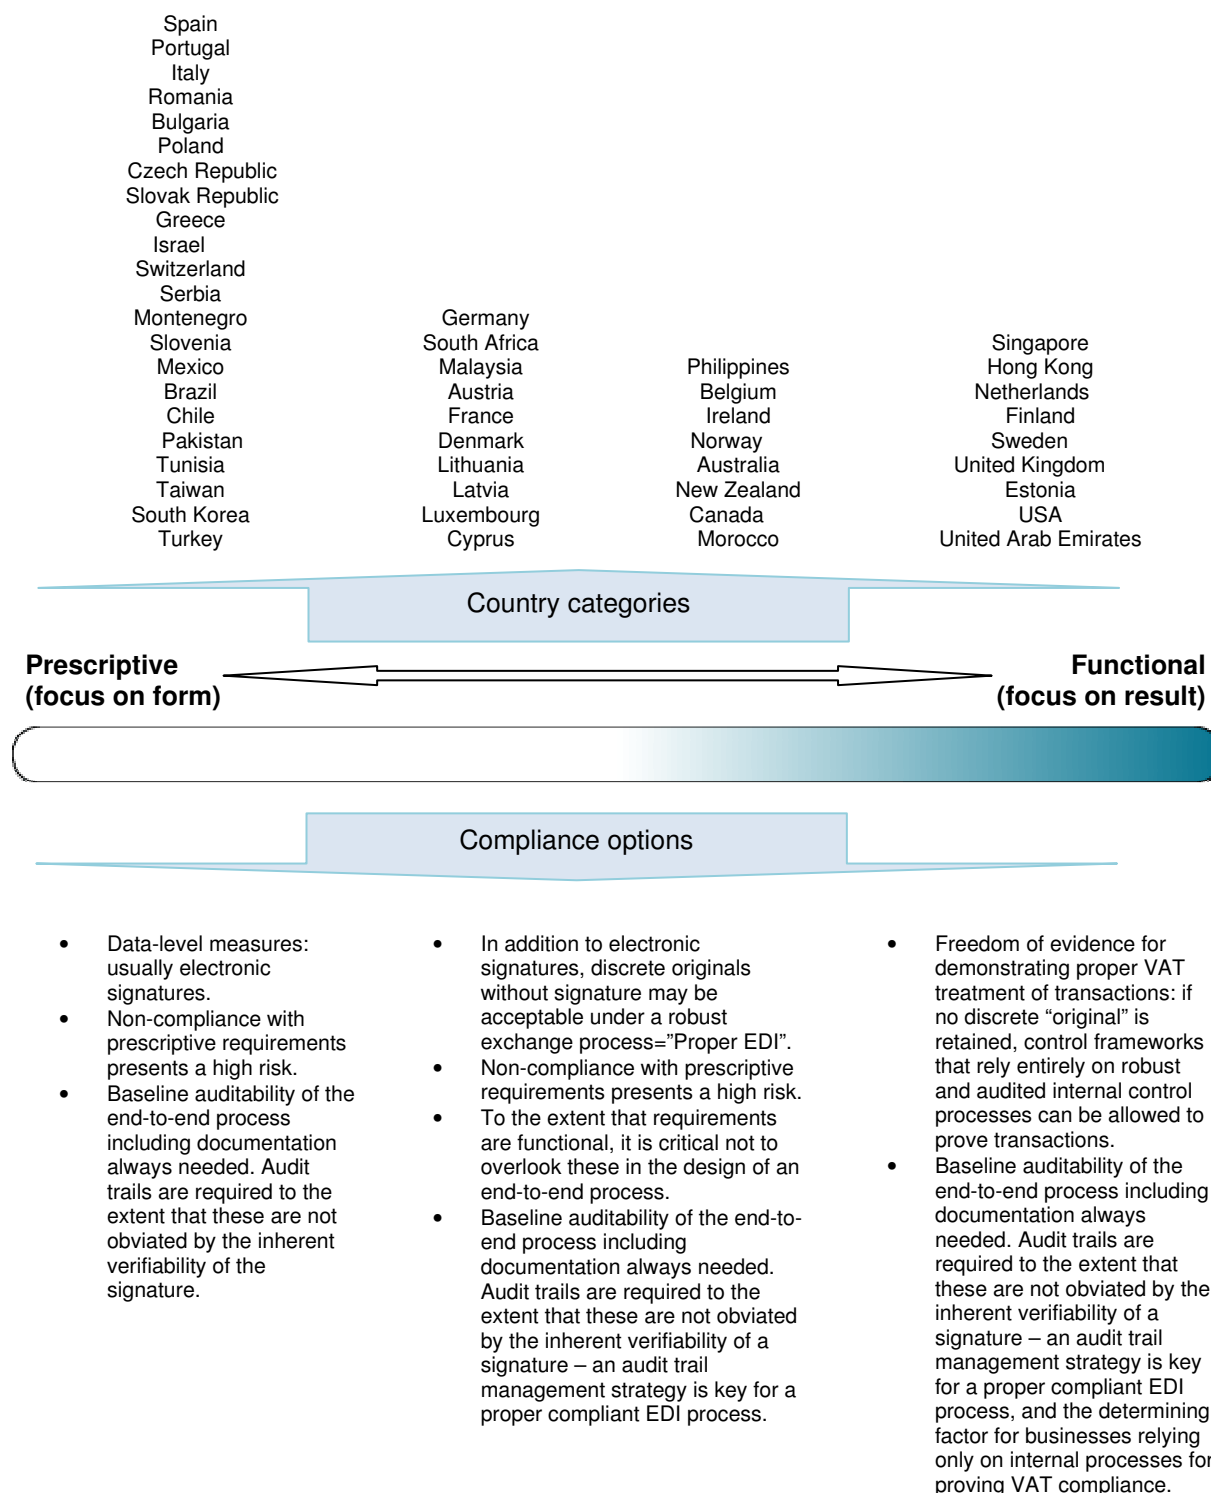 Spain
Portugal
Italy
Romania
Bulgaria
Poland
Czech Republic
Slovak Republic
Greece
Israel
Switzerland
Serbia
Montenegro
Slovenia
Mexico
Brazil
Chile
Pakistan
Tunisia
Taiwan
South Korea
Turkey
Germany
South Africa
Malaysia
Austria
France
Denmark
Lithuania
Latvia
Luxembourg
Cyprus
Philippines
Belgium
Ireland
Norway
Australia
New Zealand
Canada
Morocco
Singapore
Hong Kong
Netherlands
Finland
Sweden
United Kingdom
Estonia
USA
United Arab Emirates
Country categories
Prescriptive
(focus on form)
Functional
(focus on result)
Compliance options
• Data-level measures:
usually electronic
signatures.
• Non-compliance with
prescriptive requirements
presents a high risk.
• Baseline auditability of the
end-to-end process
including documentation
always needed. Audit
trails are required to the
extent that these are not
obviated by the inherent
verifiability of the
signature.
• In addition to electronic
signatures, discrete originals
without signature may be
acceptable under a robust
exchange process=”Proper EDI”.
• Non-compliance with prescriptive
requirements presents a high risk.
• To the extent that requirements
are functional, it is critical not to
overlook these in the design of an
end-to-end process.
• Baseline auditability of the end-to-
end process including
documentation always needed.
Audit trails are required to the
extent that these are not obviated
by the inherent verifiability of a
signature – an audit trail
management strategy is key for a
proper compliant EDI process.
• Freedom of evidence for
demonstrating proper VAT
treatment of transactions: if
no discrete “original” is
retained, control frameworks
that rely entirely on robust
and audited internal control
processes can be allowed to
prove transactions.
• Baseline auditability of the
end-to-end process including
documentation always
needed. Audit trails are
required to the extent that
these are not obviated by the
inherent verifiability of a
signature – an audit trail
management strategy is key
for a proper compliant EDI
process, and the determining
factor for businesses relying
only on internal processes for
proving VAT compliance.